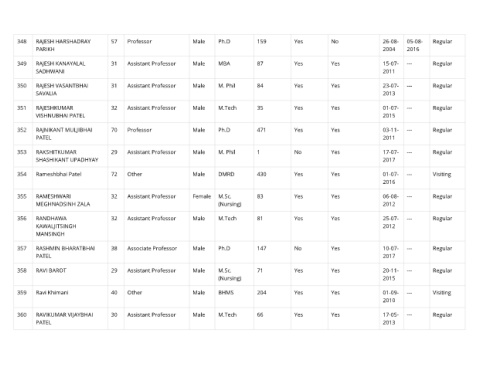 348 RAJESH HARSHADRAY PARIKH 57 Professor Male Ph.D 159 Yes No 26-08-2004 05-08-2016 Regular
349 RAJESH KANAYALAL SADHWANI 31 Assistant Professor Male MBA 87 Yes Yes 15-07-2011 --- Regular
350 RAJESH VASANTBHAI SAVALIA 31 Assistant Professor Male M. Phil 84 Yes Yes 23-07-2013 --- Regular
351 RAJESHKUMAR VISHNUBHAI PATEL 32 Assistant Professor Male M.Tech 35 Yes Yes 01-07-2015 --- Regular
352 RAJNIKANT MULJIBHAI PATEL 70 Professor Male Ph.D 471 Yes Yes 03-11-2011 --- Regular
353 RAKSHITKUMAR SHASHIKANT UPADHYAY 29 Assistant Professor Male M. Phil 1 No Yes 17-07-2017 --- Regular
354 Rameshbhai Patel 72 Other Male DMRD 430 Yes Yes 01-07-2016 --- Visiting
355 RAMESHWARI MEGHNADSINH ZALA 32 Assistant Professor Female M.Sc. (Nursing) 83 Yes Yes 06-08-2012 --- Regular
356 RANDHAWA KAWALJITSINGH MANSINGH 32 Assistant Professor Male M.Tech 81 Yes Yes 25-07-2012 --- Regular
357 RASHMIN BHARATBHAI PATEL 38 Associate Professor Male Ph.D 147 No Yes 10-07-2017 --- Regular
358 RAVI BAROT 29 Assistant Professor Male M.Sc. (Nursing) 71 Yes Yes 20-11-2015 --- Regular
359 Ravi Khimani 40 Other Male BHMS 204 Yes Yes 01-09-2019 --- Visiting
360 RAVIKUMAR VIJAYBHAI PATEL 30 Assistant Professor Male M.Tech 66 Yes Yes 17-05-2013 --- Regular